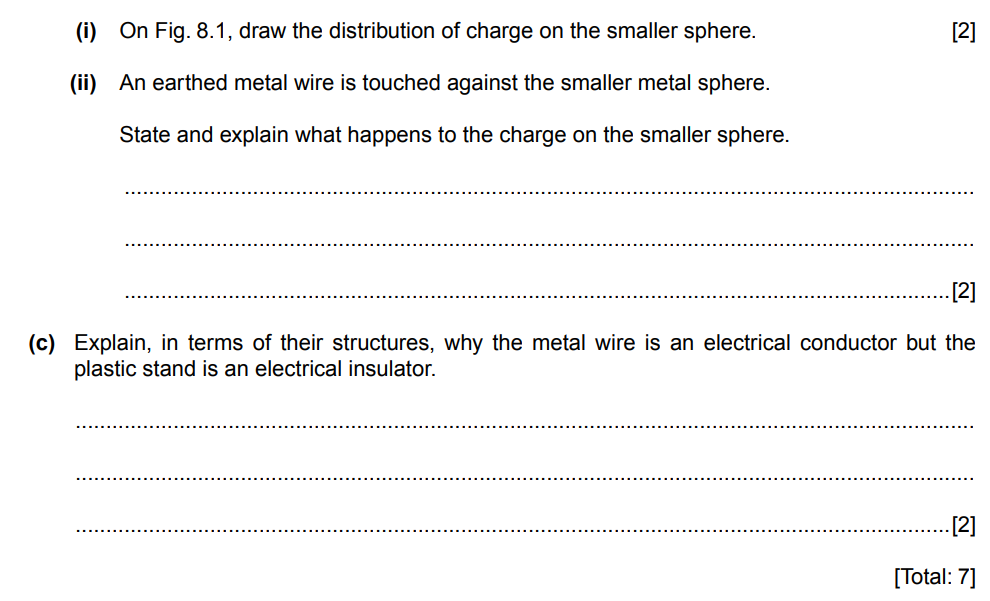 (i) On Fig. 8.1, draw the distribution of charge on the smaller sphere. [2]
(ii) An earthed metal wire is touched against the smaller metal sphere.
State and explain what happens to the charge on the smaller sphere.
..........................................................................................................................................
..........................................................................................................................................
......................................................................................................................................[2]
(c) Explain, in terms of their structures, why the metal wire is an electrical conductor but the
plastic stand is an electrical insulator.
..................................................................................................................................................
..................................................................................................................................................
..............................................................................................................................................[2]
[Total: 7]